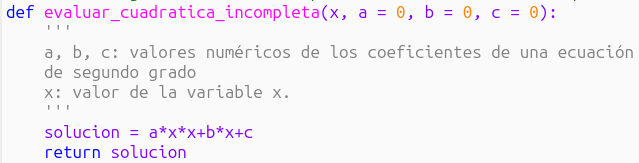 def evaluar_cuadratica_incompleta(x, a = 0, b = 0, c = 0):
'''
a, b, c: valores numéricos de los coeficientes de una ecuación
de segundo grado
x: valor de la variable x.
'''
solucion = a*x*x+b*x+c
return solucion